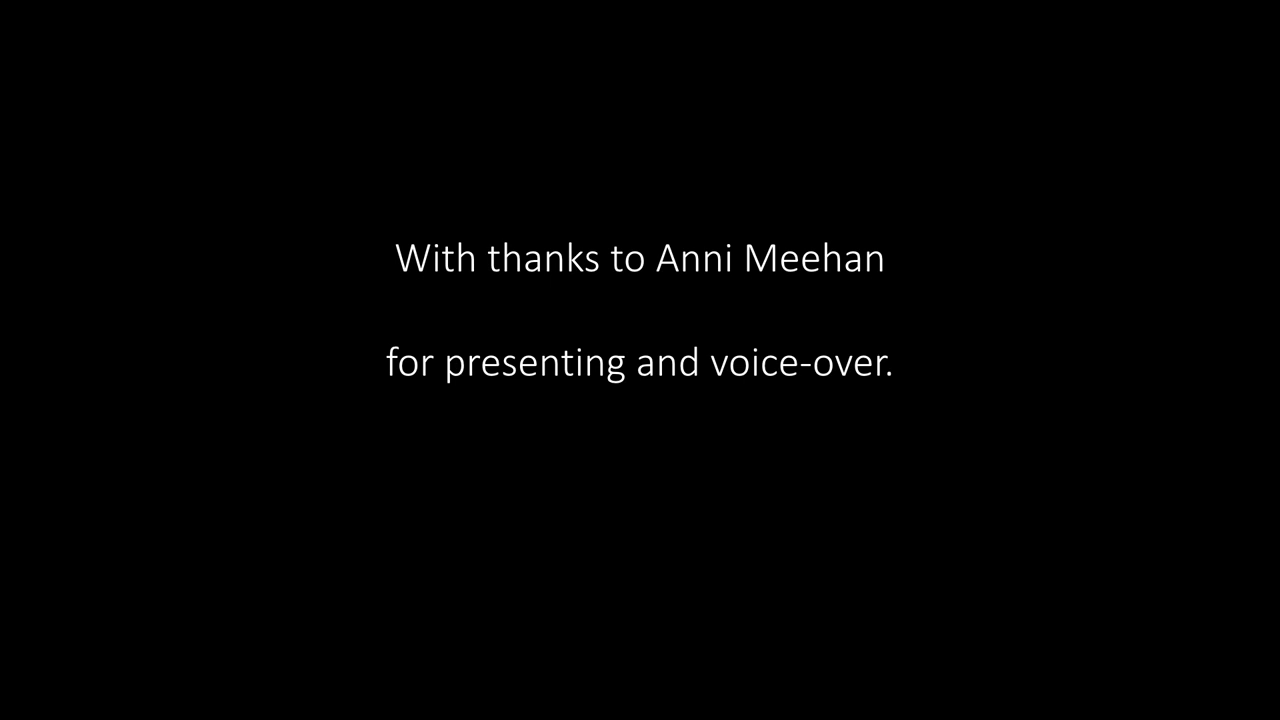 With thanks to Anni Meehan
for presenting and voice-over.